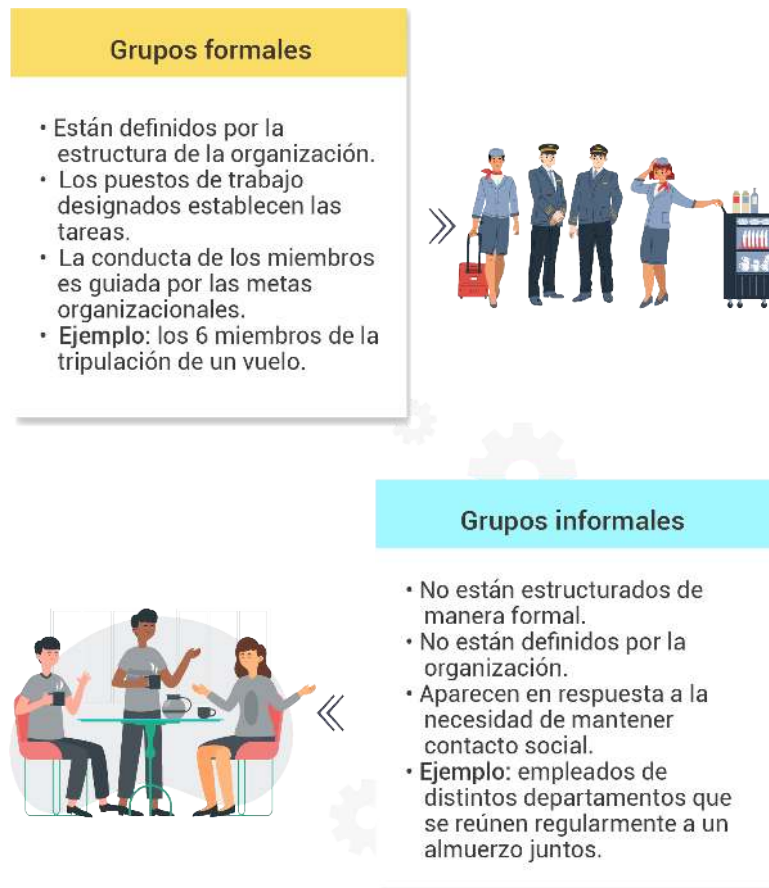 Grupos formales
• Están definidos por la
estructura de la organización.
• Los puestos de trabajo
designados establecen las
tareas.
• La conducta de los miembros
es guiada por las metas
organizacionales.
• Ejemplo: los 6 miembros de la
tripulación de un vuelo.
Grupos informales
• No están estructurados de
manera formal.
• No están definidos por la
organización.
• Aparecen en respuesta a la
necesidad de mantener
contacto social.
• Ejemplo: empleados de
distintos departamentos que
se reúnen regularmente a un
almuerzo juntos.